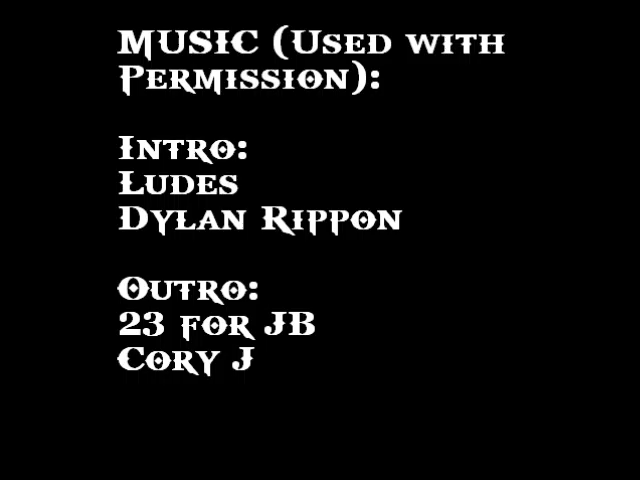 MUSIC (Used with
Permission):
Intro:
Ludes
Dylan Rippon
Outro:
23 for JB
Cory J